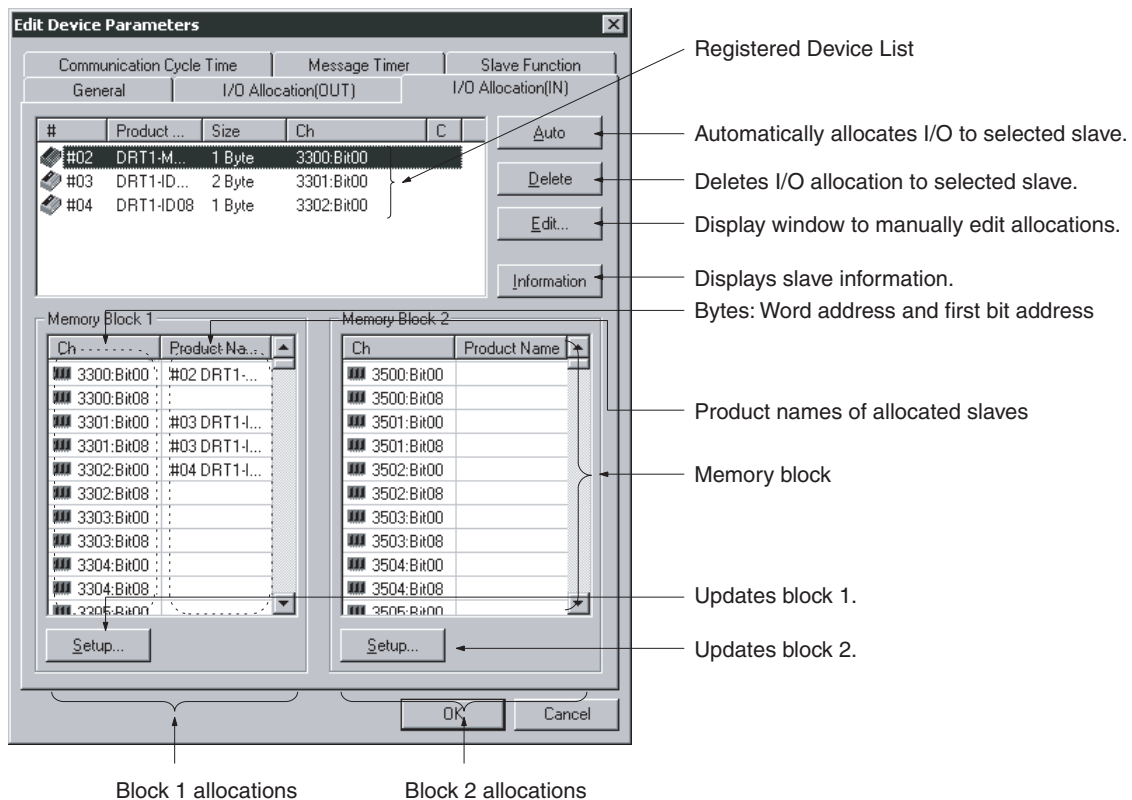 Edit Device Parameters
Communication Cycle Time
Message Timer
Slave Function
General
I/O Allocation(OUT)
I/O Allocation(IN)
# Product ... Size Ch C
#02 DRT1-M... 1 Byte 3300:Bit00
#03 DRT1-ID... 2 Byte 3301:Bit00
#04 DRT1-ID08 1 Byte 3302:Bit00
Auto
Delete
Edit...
Information
Registered Device List
Automatically allocates I/O to selected slave.
Deletes I/O allocation to selected slave.
Display window to manually edit allocations.
Displays slave information.
Bytes: Word address and first bit address
Memory Block 1
Ch Product Na...
3300:Bit00 #02 DRT1-...
3300:Bit08
3301:Bit00 #03 DRT1-I...
3301:Bit08 #03 DRT1-I...
3302:Bit00 #04 DRT1-I...
3302:Bit08
3303:Bit00
3303:Bit08
3304:Bit00
3304:Bit08
3305:Bit00
Setup...
Memory Block 2
Ch Product Name
3500:Bit00
3500:Bit08
3501:Bit00
3501:Bit08
3502:Bit00
3502:Bit08
3503:Bit00
3503:Bit08
3504:Bit00
3504:Bit08
3505:Bit00
Setup...
Product names of allocated slaves
Memory block
Updates block 1.
Updates block 2.
OK
Cancel
Block 1 allocations
Block 2 allocations